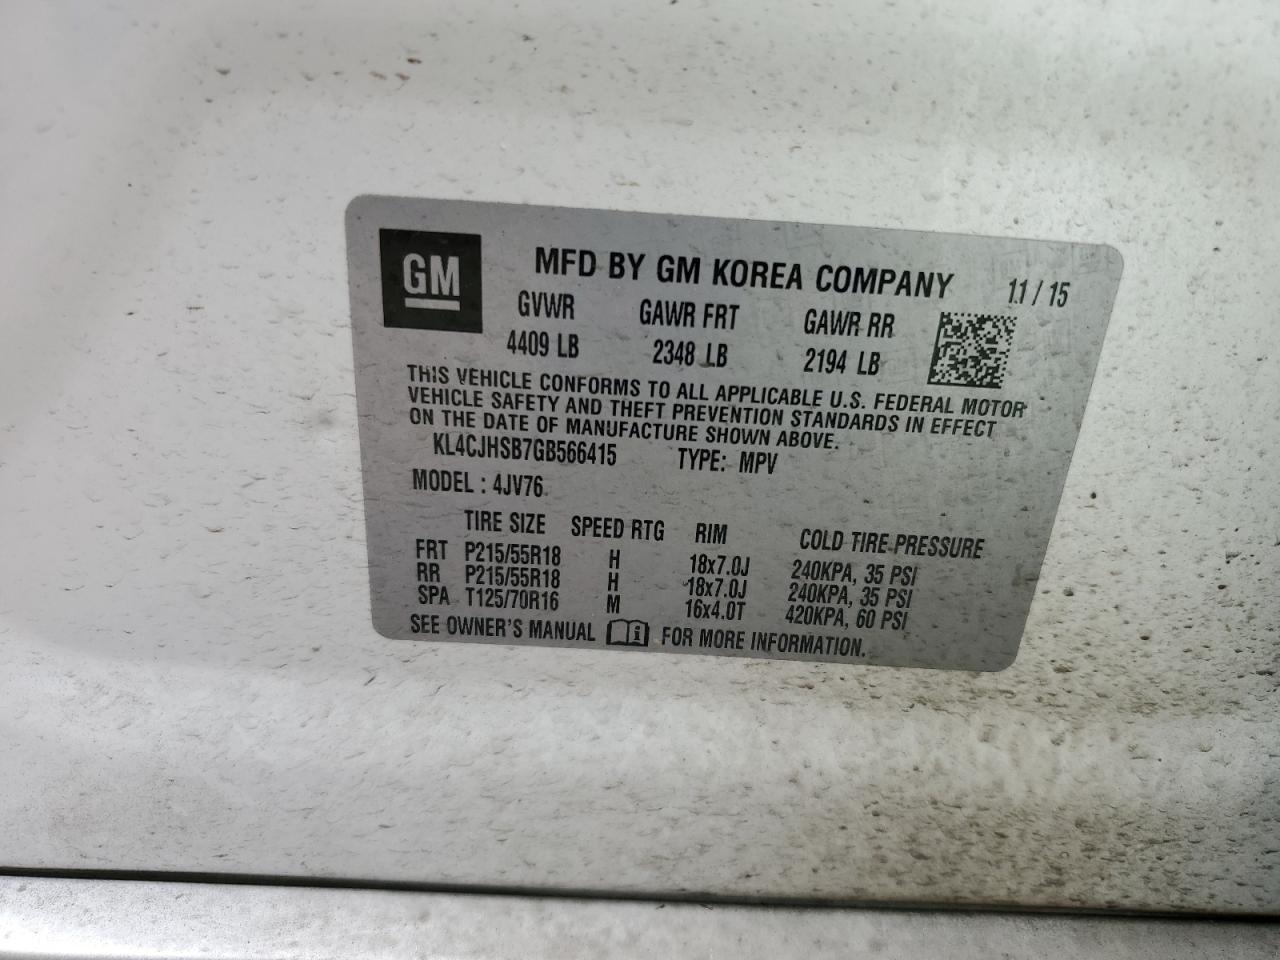 GM
MFD BY GM KOREA COMPANY 11/15
GVWR GAWR FRT GAWR RR
4409 LB 2348 LB 2194 LB
THIS VEHICLE CONFORMS TO ALL APPLICABLE U.S. FEDERAL MOTOR
VEHICLE SAFETY AND THEFT PREVENTION STANDARDS IN EFFECT
ON THE DATE OF MANUFACTURE SHOWN ABOVE.
KL4CJHSB7GB566415 TYPE: MPV
MODEL : 4JV76
TIRE SIZE SPEED RTG RIM COLD TIRE PRESSURE
FRT P215/55R18 H 18x7.0J 240KPA, 35 PSI
RR P215/55R18 H 18x7.0J 240KPA, 35 PSI
SPA T125/70R16 M 16x4.0T 420KPA, 60 PSI
SEE OWNER'S MANUAL FOR MORE INFORMATION.